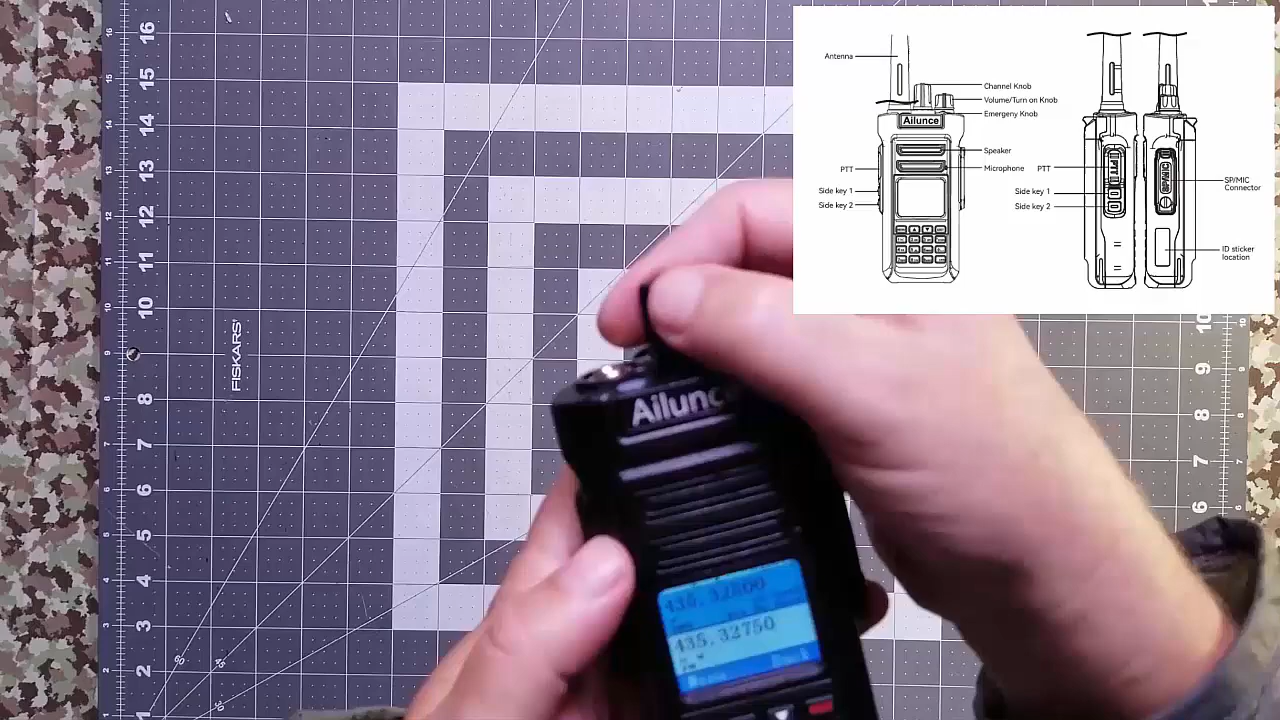 Antenna
Channel Knob
Volume/Turn on Knob
Emergeny Knob
Ailunce
Speaker
Microphone
PTT
Side key 1
Side key 2
PTT
Side key 1
Side key 2
SP/MIC
Connector
ID sticker
location
PTT
16
15
14
13
12
11
10
9
8
7
6
5
4
3
2
1
FISKARS
10
9
8
7
6
Ailunc
435.32750